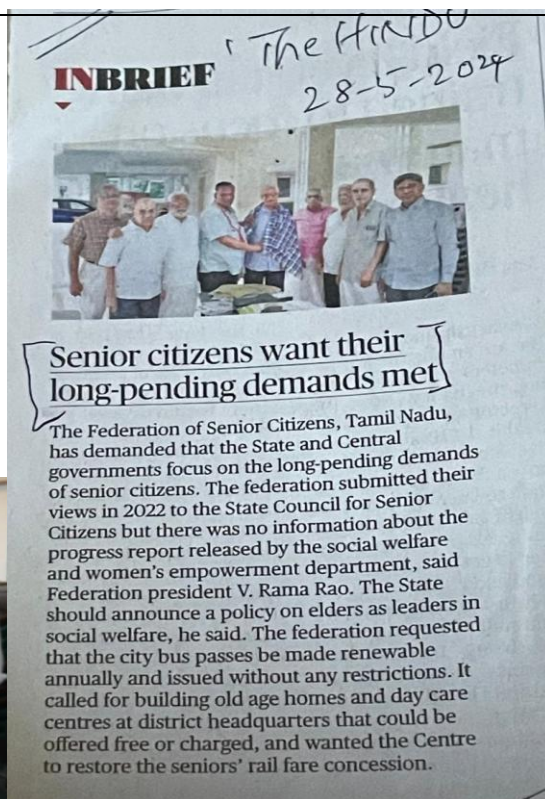 'The HINDU
28-5-2024
INBRIEF
Senior citizens want their
long-pending demands met
The Federation of Senior Citizens, Tamil Nadu,
has demanded that the State and Central
governments focus on the long-pending demands
of senior citizens. The federation submitted their
views in 2022 to the State Council for Senior
Citizens but there was no information about the
progress report released by the social welfare
and women's empowerment department, said
Federation president V. Rama Rao. The State
should announce a policy on elders as leaders in
social welfare, he said. The federation requested
that the city bus passes be made renewable
annually and issued without any restrictions. It
called for building old age homes and day care
centres at district headquarters that could be
offered free or charged, and wanted the Centre
to restore the seniors' rail fare concession.